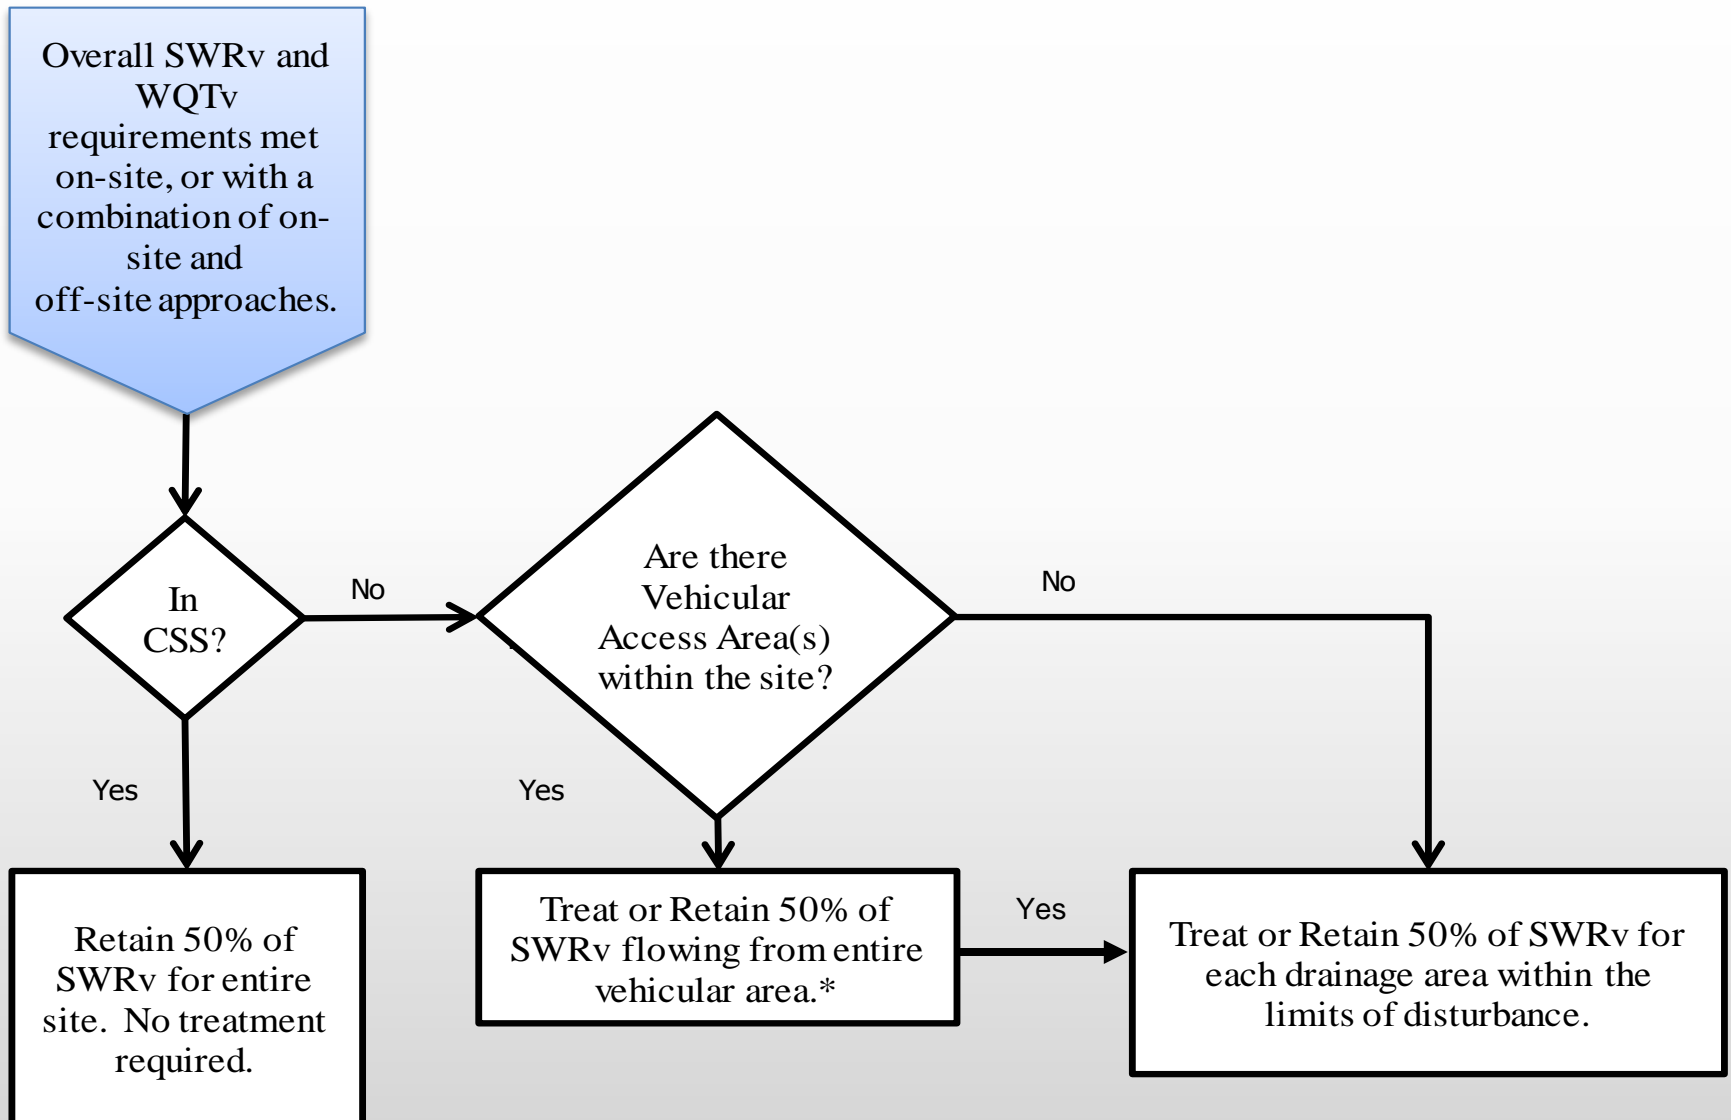 Overall SWRv and
WQTv
requirements met
on-site, or with a
combination of on-
site and
off-site approaches.
In
CSS?
No
Are there
Vehicular
Access Area(s)
within the site?
No
Yes
Yes
Retain 50% of
SWRv for entire
site. No treatment
required.
Treat or Retain 50% of
SWRv flowing from entire
vehicular area.*
Yes
Treat or Retain 50% of SWRv for
each drainage area within the
limits of disturbance.